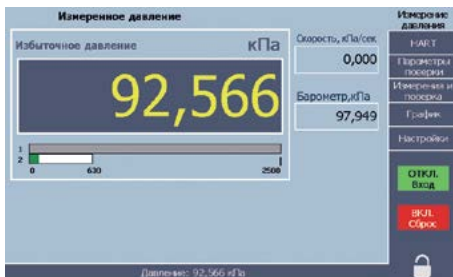 Измеренное давление
Избыточное давление кПа
92,566
Скорость, кПа/сек
0,000
Барометр,кПа
97,949
1
2
0 630 2500
Измерение
давления
HART
Параметры
поверки
Измерения и
поверка
График
Настройки
ОТКЛ.
Вход
ВКЛ.
Сброс
Давление: 92,566 кПа